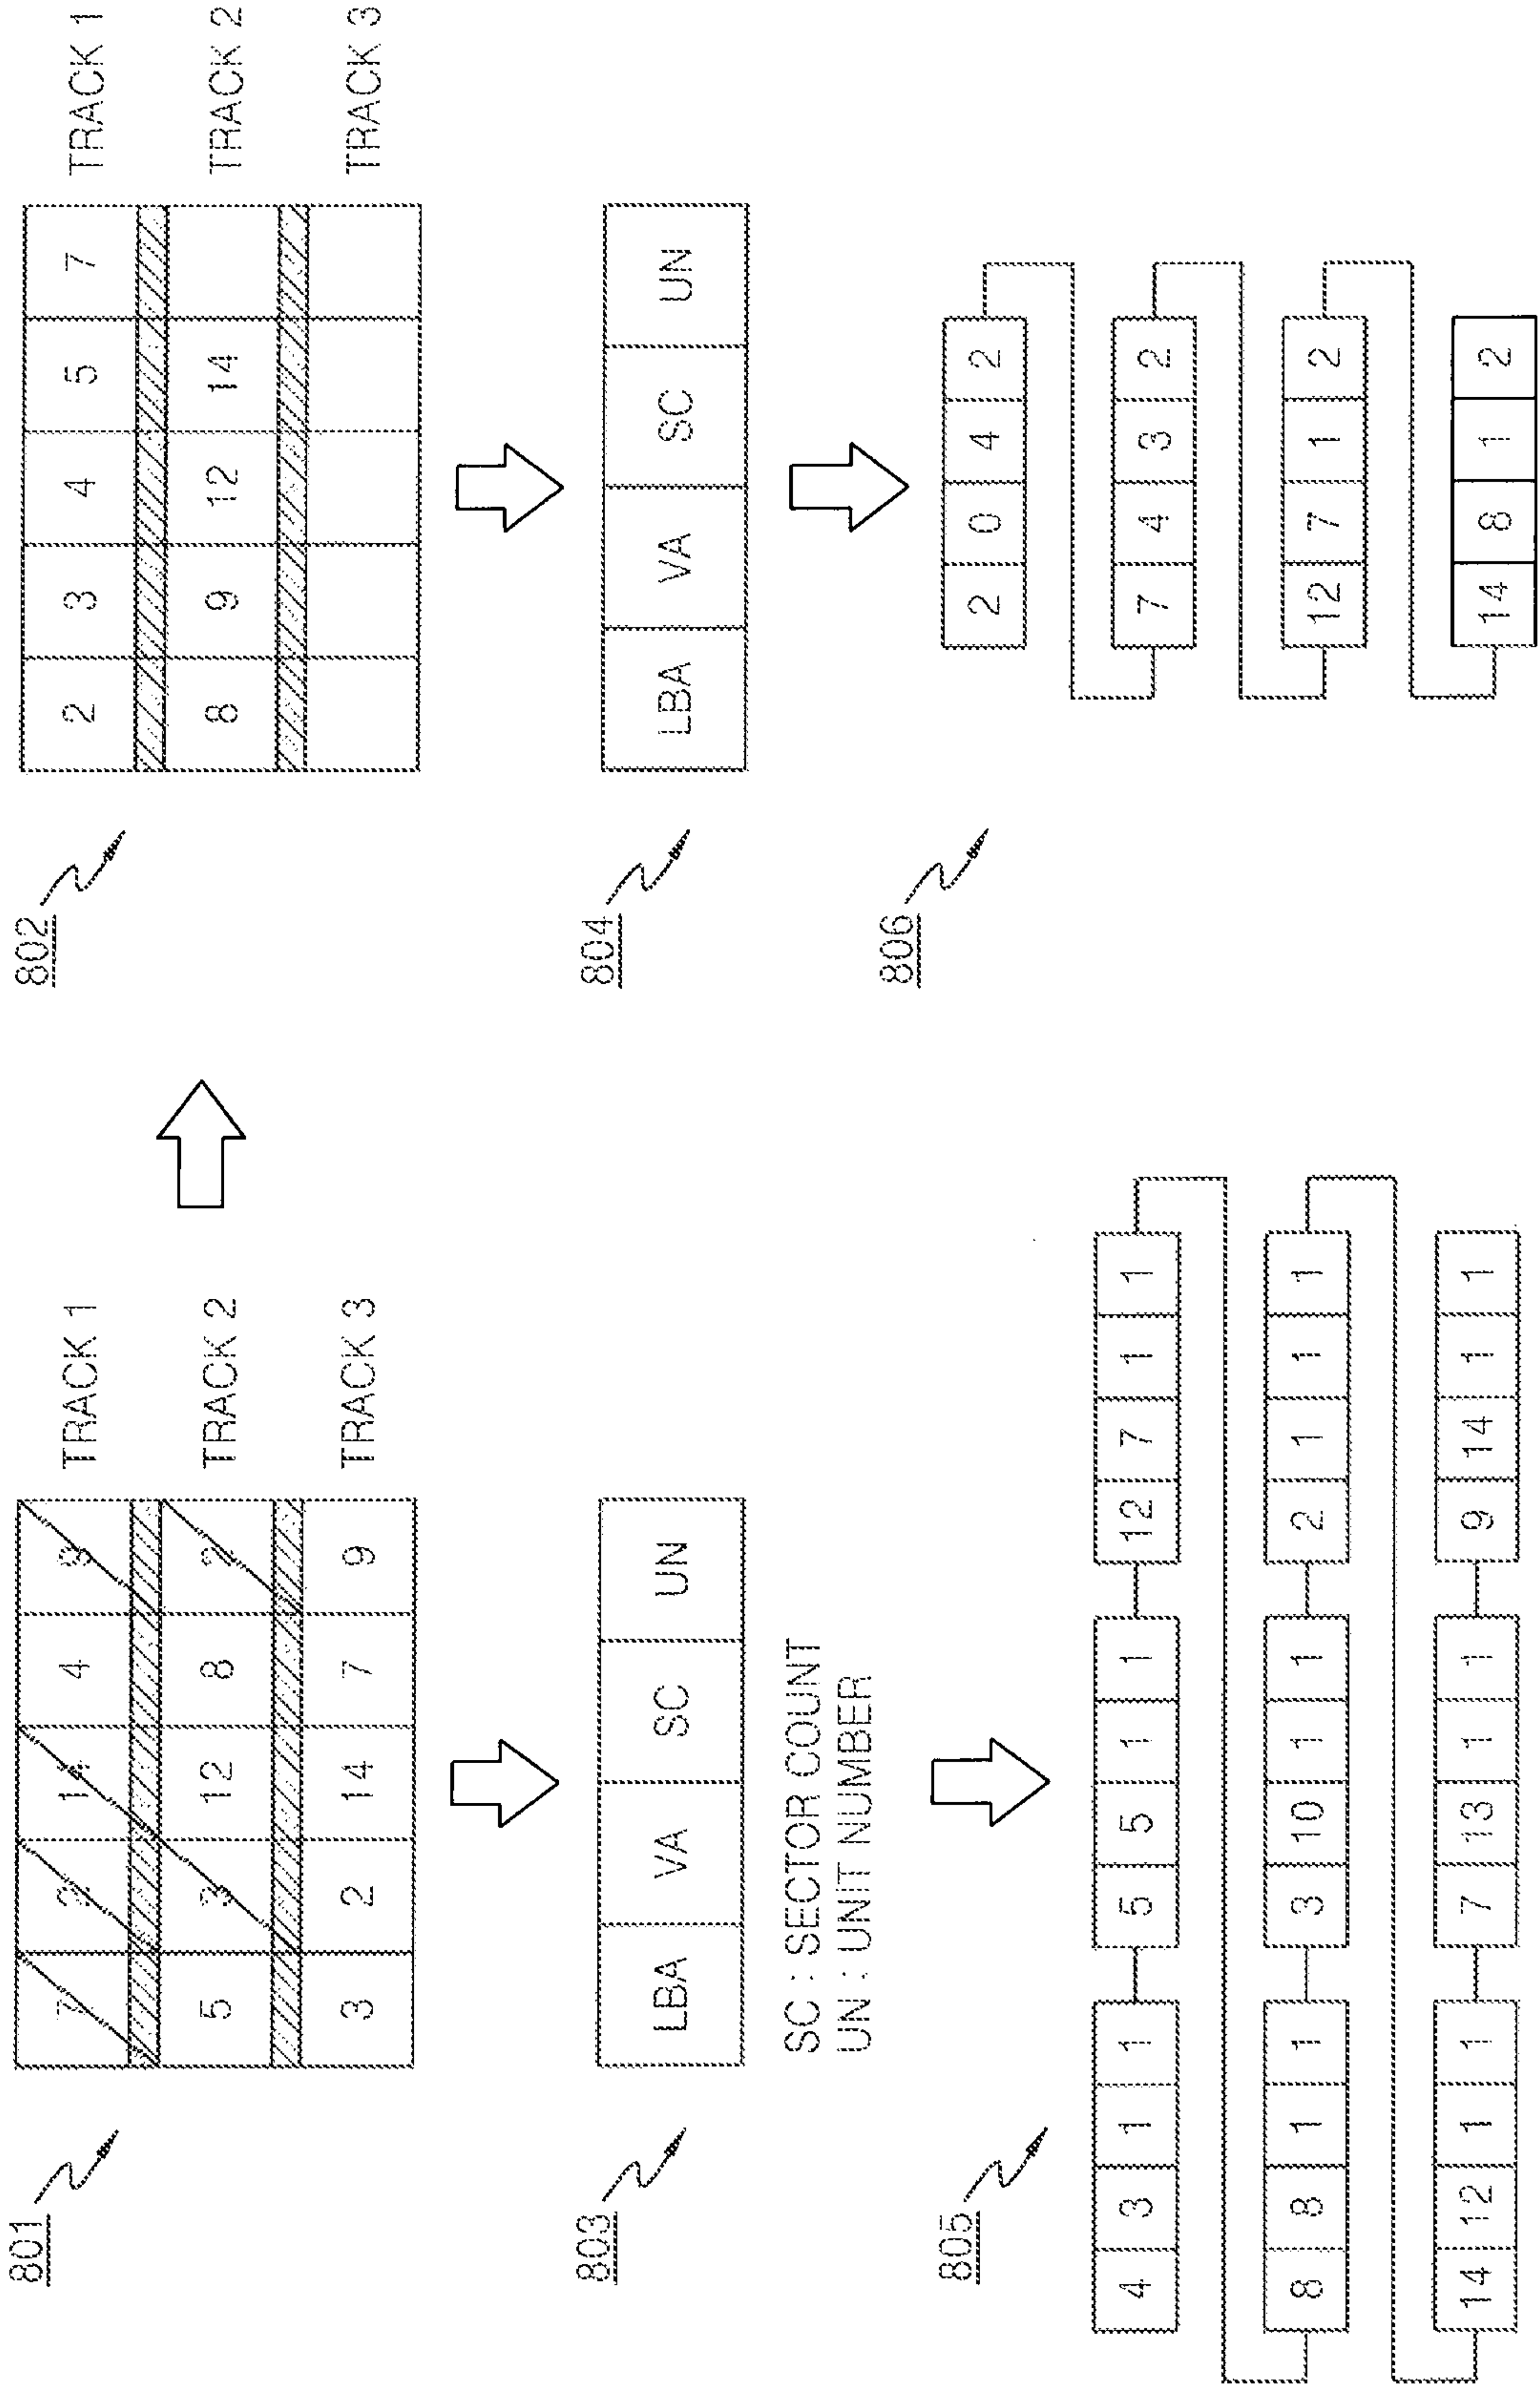 801
7 2 14 4 TRACK 1
5 3 12 8 2 TRACK 2
3 2 14 7 9 TRACK 3
802
2 3 4 5 7 TRACK 1
8 9 12 14 TRACK 2
TRACK 3
803
LBA VA SC UN
SC : SECTOR COUNT
UN : UNIT NUMBER
804
LBA VA SC UN
805
4 3 1 1 5 5 1 1 12 7 1 1
8 8 1 1 3 10 1 1 2 1 1 1
14 12 1 1 7 13 1 1 9 14 1 1
806
2 0 4 2
7 4 3 2
12 7 1 2
14 8 1 2